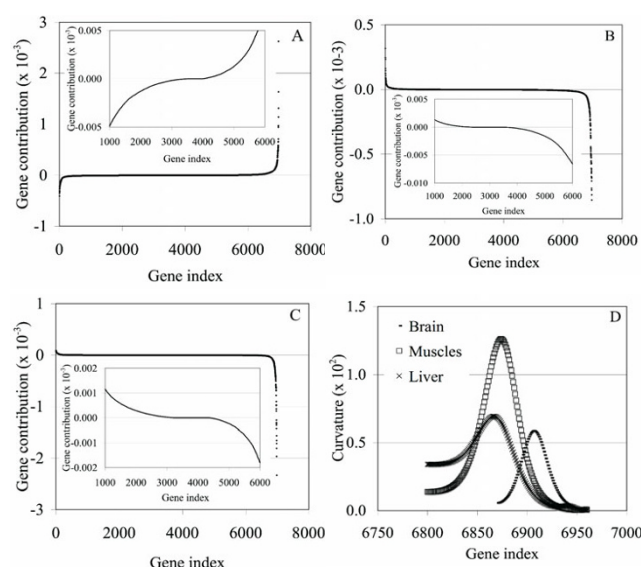 A
Gene contribution (x 10⁻³)
3
2
1
0
-1
0 2000 4000 6000 8000
Gene index
Gene contribution (x 10⁻³)
0.005
0.000
-0.005
1000 2000 3000 4000 5000 6000
Gene index
B
Gene contribution (x 10-3)
0.5
0.0
-0.5
-1.0
0 2000 4000 6000 8000
Gene index
Gene contribution (x 10⁻³)
0.005
0.000
-0.005
-0.010
1000 2000 3000 4000 5000 6000
Gene index
C
Gene contribution (x 10⁻³)
1
0
-1
-2
-3
0 2000 4000 6000 8000
Gene index
Gene contribution (x 10⁻³)
0.002
0.001
0.000
-0.001
-0.002
1000 2000 3000 4000 5000 6000
Gene index
D
Brain
Muscles
Liver
Curvature (x 10²)
1.5
1.0
0.5
0.0
6750 6800 6850 6900 6950 7000
Gene index